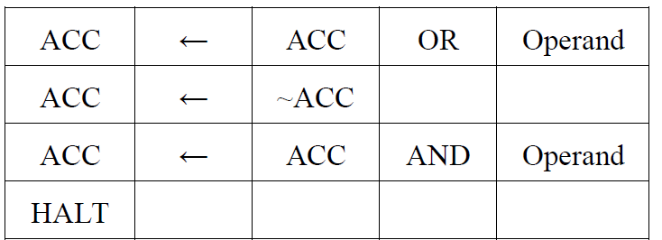 ACC ← ACC OR Operand
ACC ← ~ACC
ACC ← ACC AND Operand
HALT